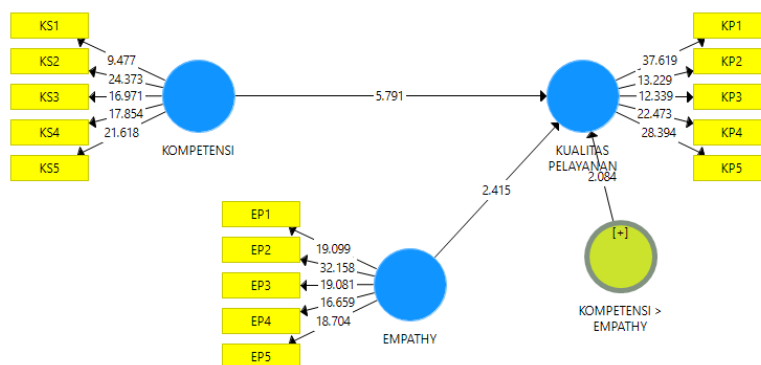 KS1
KS2
KS3
KS4
KS5
9.477
24.373
16.971
17.854
21.618
KOMPETENSI
5.791
KUALITAS
PELAYANAN
37.619
13.229
12.339
22.473
28.394
KP1
KP2
KP3
KP4
KP5
2.415
2.084
EP1
EP2
EP3
EP4
EP5
19.099
32.158
19.081
16.659
18.704
EMPATHY
[+]
KOMPETENSI >
EMPATHY